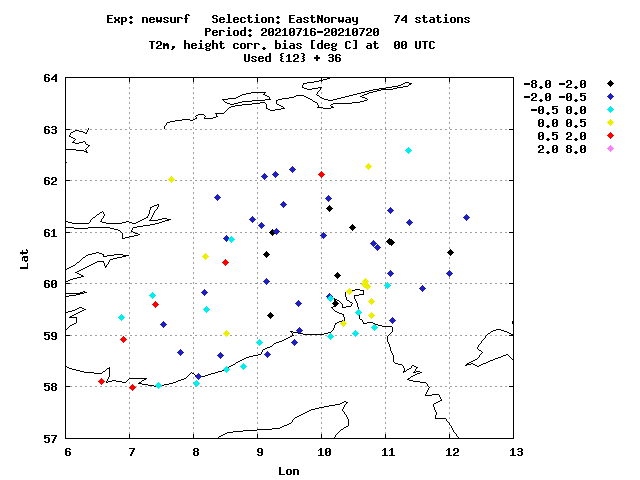 Exp: newsurf   Selection: EastNorway     74 stations
Period: 20210716-20210720
T2m, height corr. bias [deg C] at  00 UTC
Used {12} + 36
-8.0 -2.0
-2.0 -0.5
-0.5 0.0
0.0 0.5
0.5 2.0
2.0 8.0
64
63
62
61
60
59
58
57
Lat
6 7 8 9 10 11 12 13
Lon